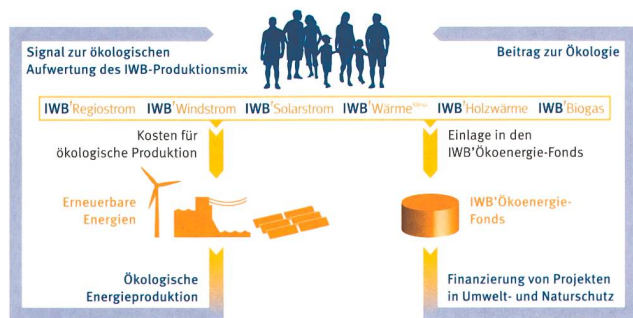 Signal zur ökologischen
Aufwertung des IWB-Produktionsmix
Beitrag zur Ökologie
IWB'Regiostrom IWB'Windstrom IWB'Solarstrom IWB'Wärme IWB'Holzwärme IWB'Biogas
Kosten für
ökologische Produktion
Einlage in den
IWB'Ökoenergie-Fonds
Erneuerbare
Energien
IWB'Ökoenergie-
Fonds
Ökologische
Energieproduktion
Finanzierung von Projekten
in Umwelt- und Naturschutz